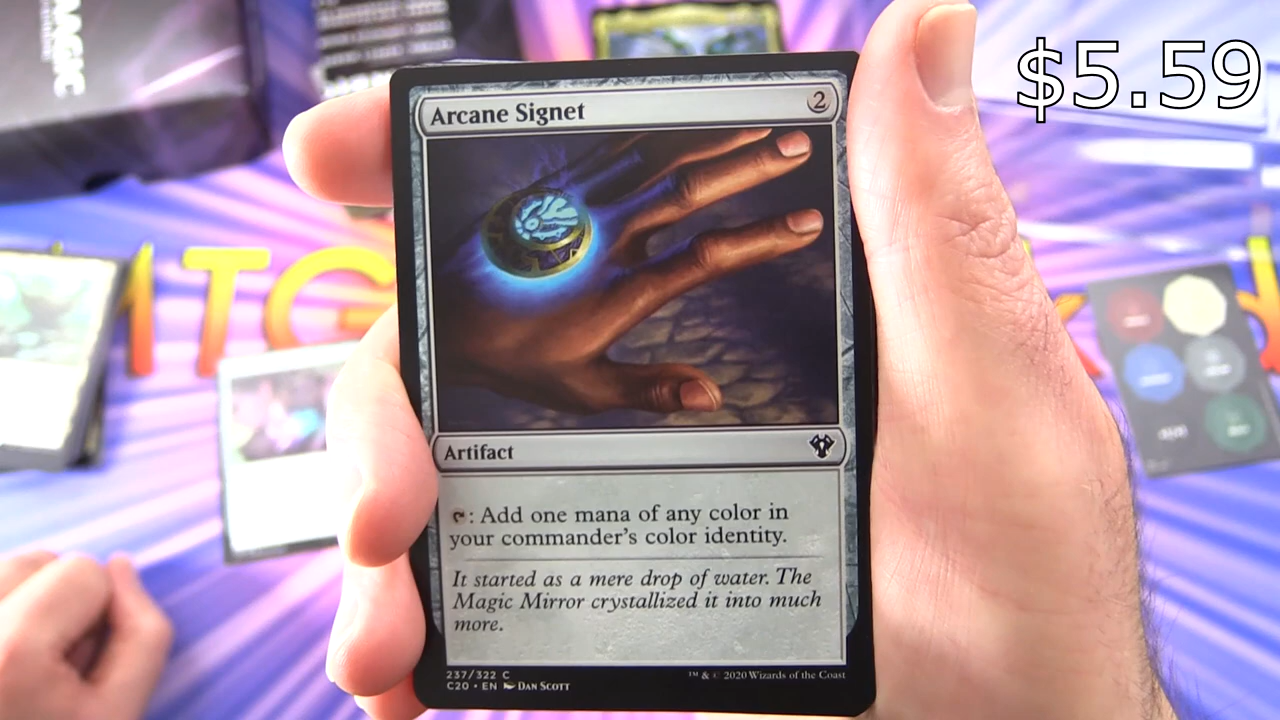 MAGIC
$5.59
Arcane Signet
2
MTG
Artifact
: Add one mana of any color in
your commander's color identity.
It started as a mere drop of water. The
Magic Mirror crystallized it into much
more.
237/322 C
C20 • EN Dan Scott
™ & © 2020 Wizards of the Coast